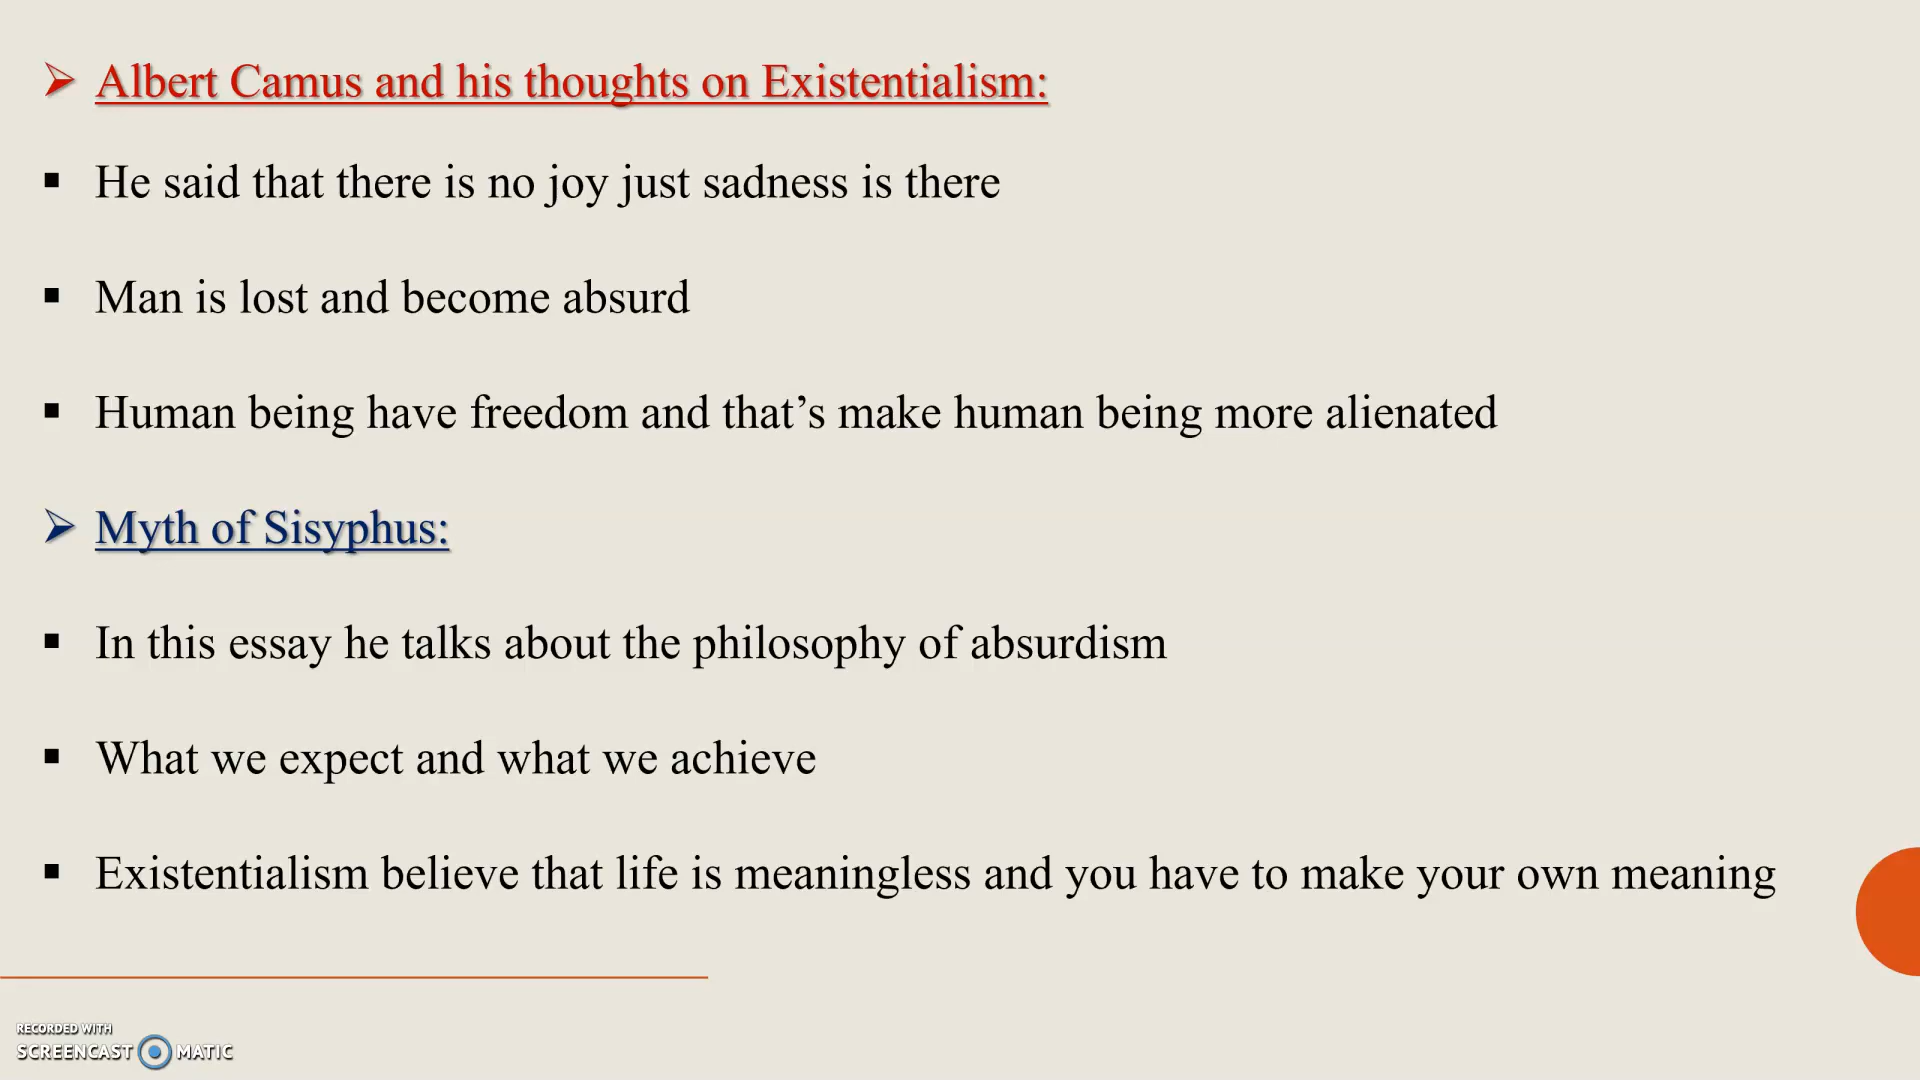 Albert Camus and his thoughts on Existentialism:
He said that there is no joy just sadness is there
Man is lost and become absurd
Human being have freedom and that’s make human being more alienated
Myth of Sisyphus:
In this essay he talks about the philosophy of absurdism
What we expect and what we achieve
Existentialism believe that life is meaningless and you have to make your own meaning
RECORDED WITH
SCREENCAST MATIC